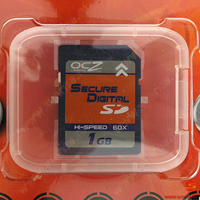 OCZ
SECURE
DIGITAL
SD
HI-SPEED 60X
1GB